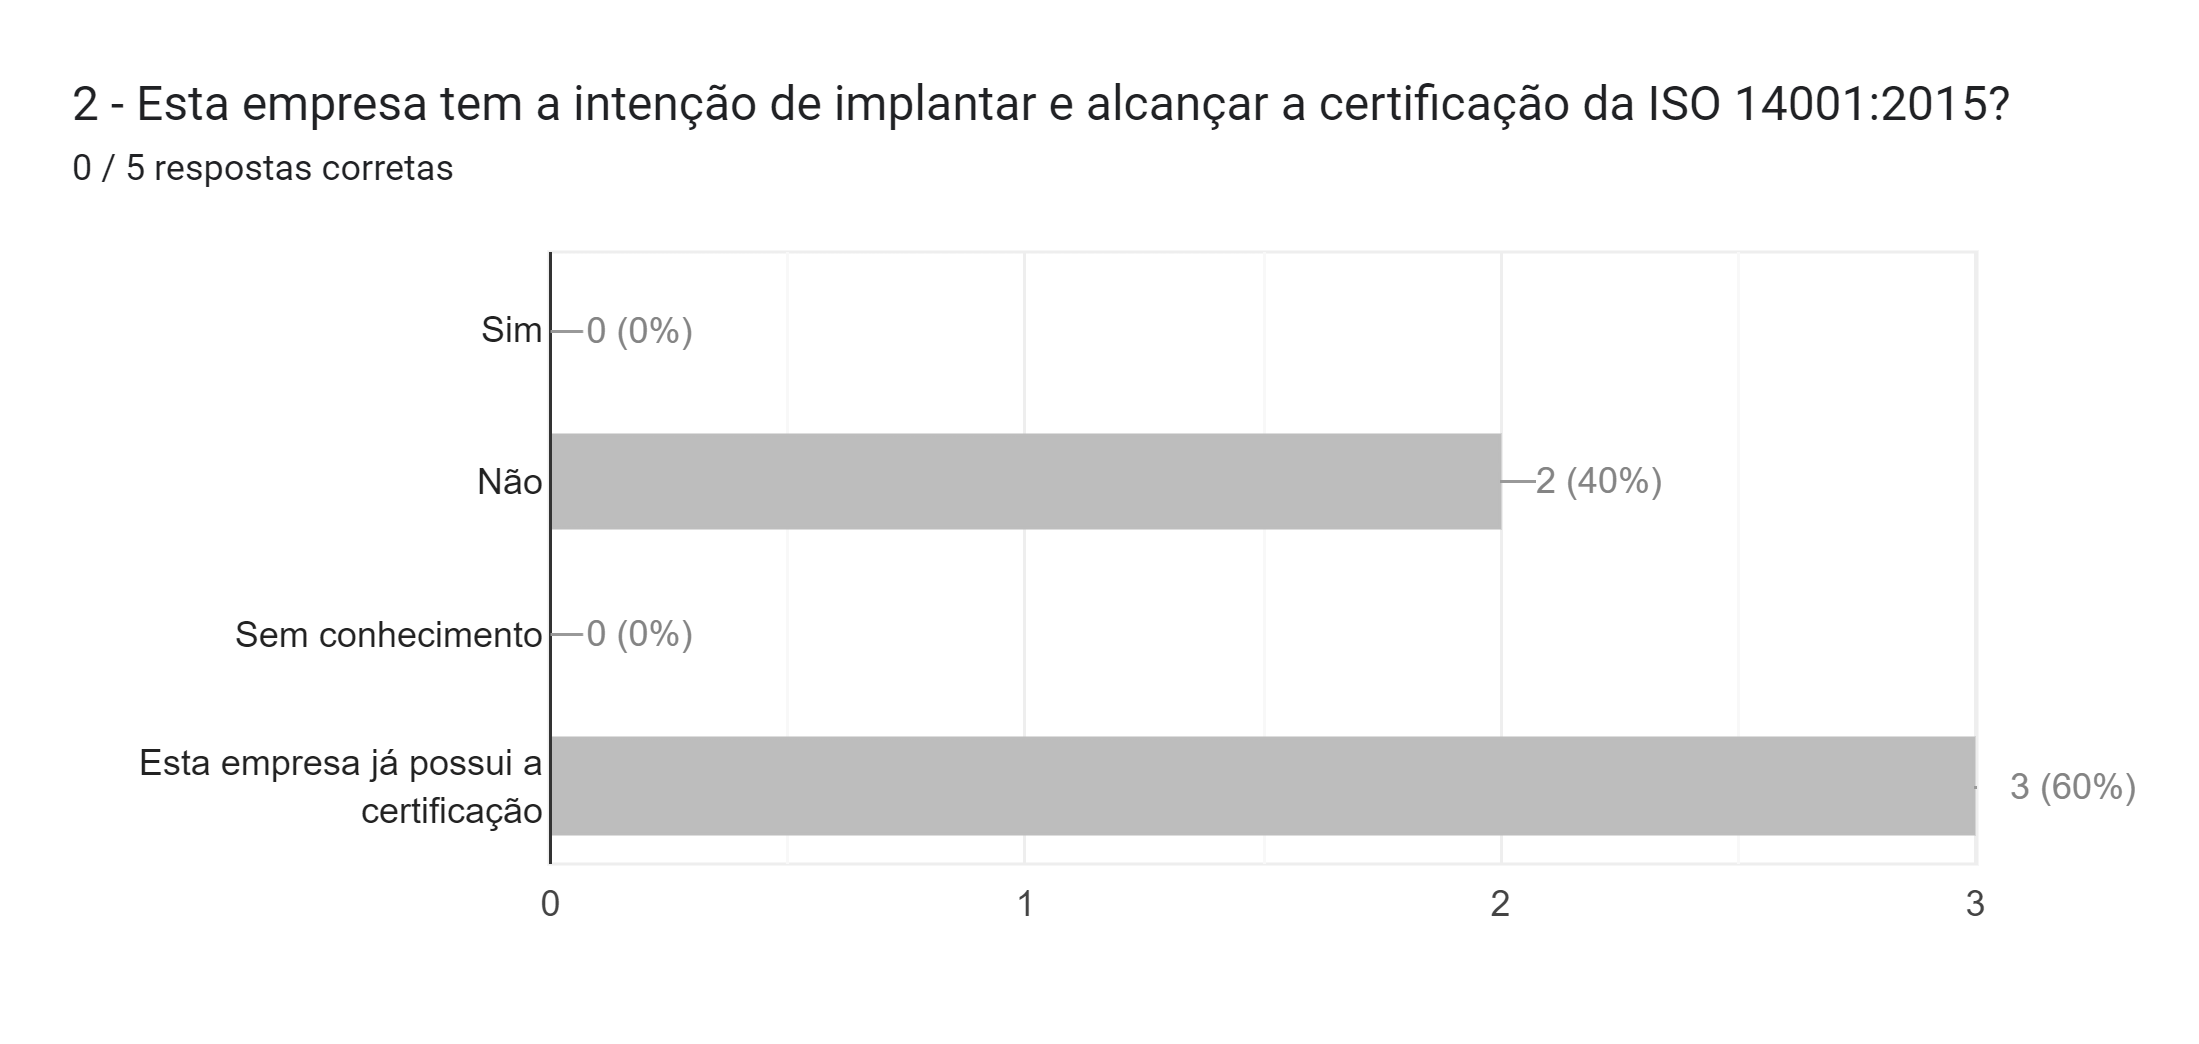 2 - Esta empresa tem a intenção de implantar e alcançar a certificação da ISO 14001:2015?
0 / 5 respostas corretas
Sim
0 (0%)
Não
2 (40%)
Sem conhecimento
0 (0%)
Esta empresa já possui a
certificação
3 (60%)
0
1
2
3